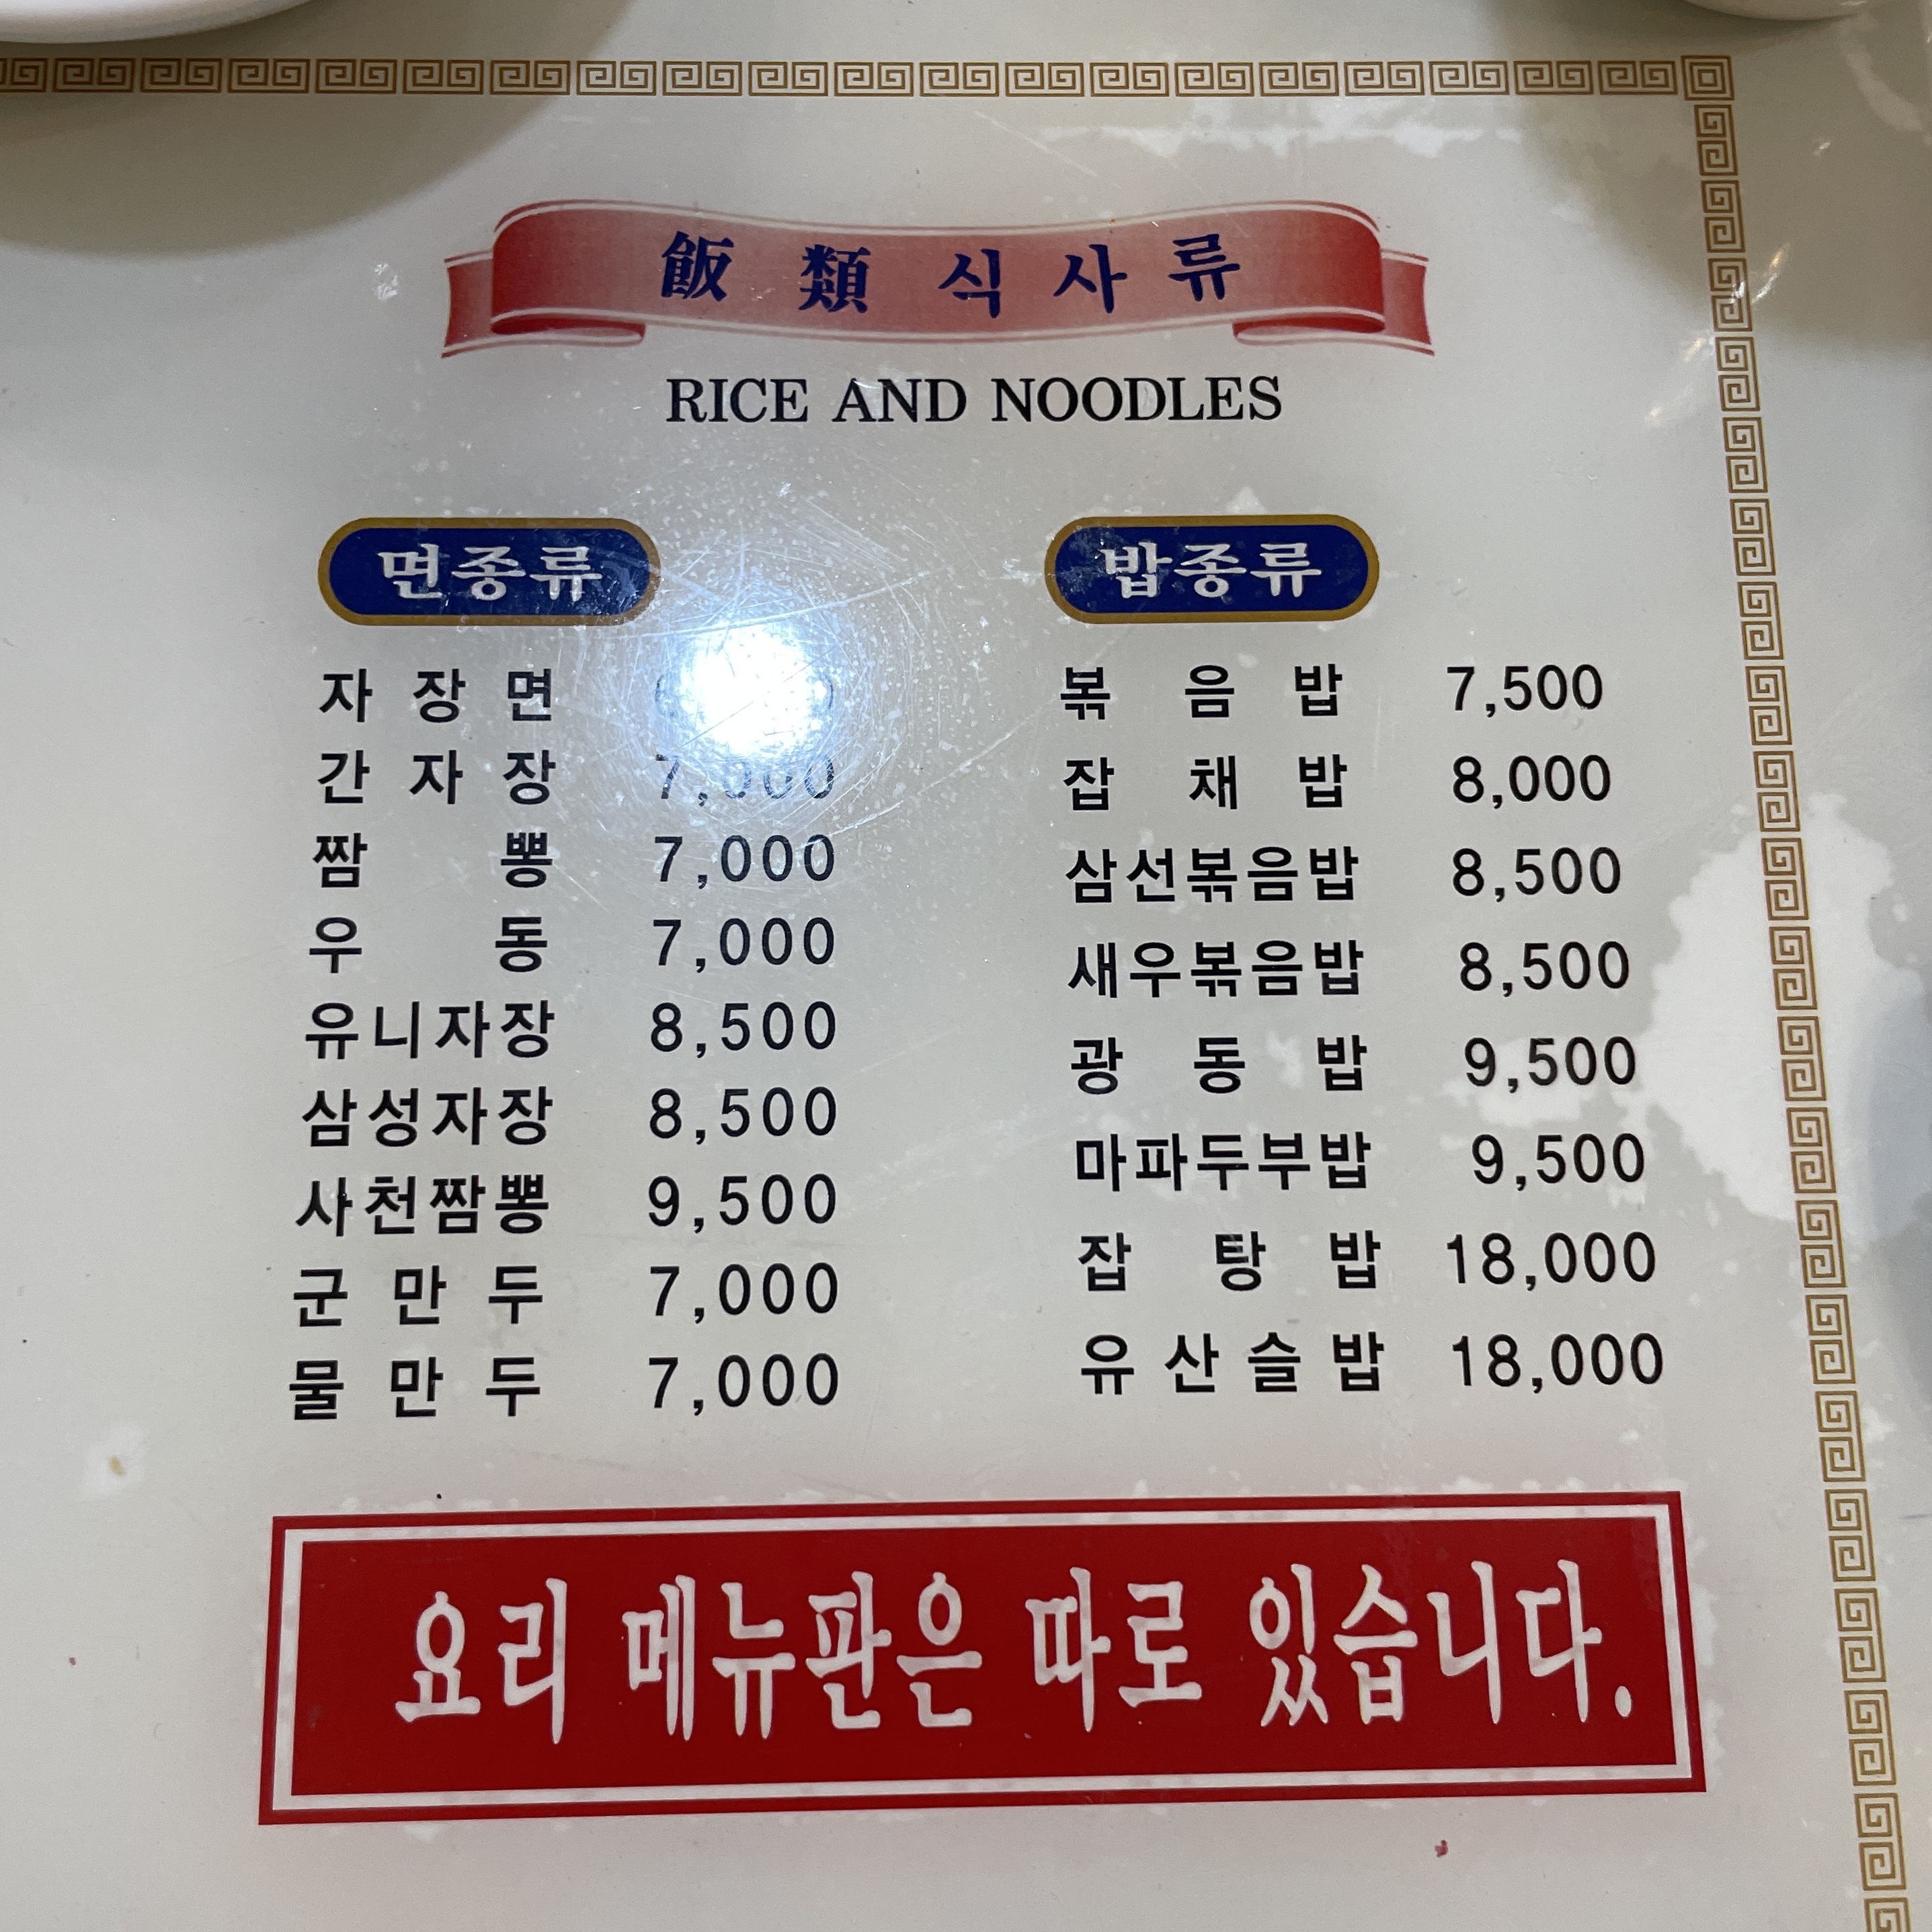 飯類식사류
RICE AND NOODLES
면종류
자장면
간자장 7,000
짬뽕 7,000
우동 7,000
유니자장 8,500
삼성자장 8,500
사천짬뽕 9,500
군만두 7,000
물만두 7,000
밥종류
볶음밥 7,500
잡채밥 8,000
삼선볶음밥 8,500
새우볶음밥 8,500
광동밥 9,500
마파두부밥 9,500
잡탕밥 18,000
유산슬밥 18,000
요리 메뉴판은 따로 있습니다.